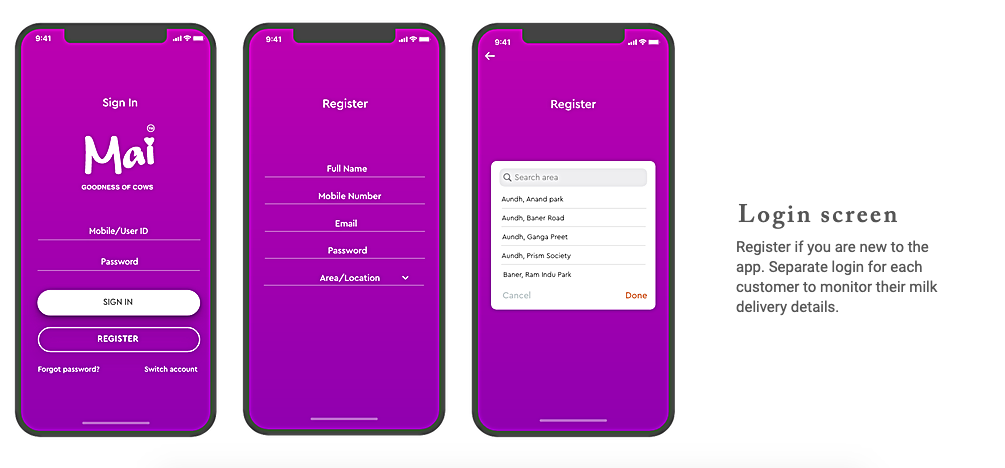 9:41
Sign In
Mai
GOODNESS OF COWS
Mobile/User ID
Password
SIGN IN
REGISTER
Forgot password? Switch account
9:41
Register
Full Name
Mobile Number
Email
Password
Area/Location
9:41
Register
Search area
Aundh, Anand park
Aundh, Baner Road
Aundh, Ganga Preet
Aundh, Prism Society
Baner, Ram Indu Park
Cancel Done
Login screen
Register if you are new to the
app. Separate login for each
customer to monitor their milk
delivery details.